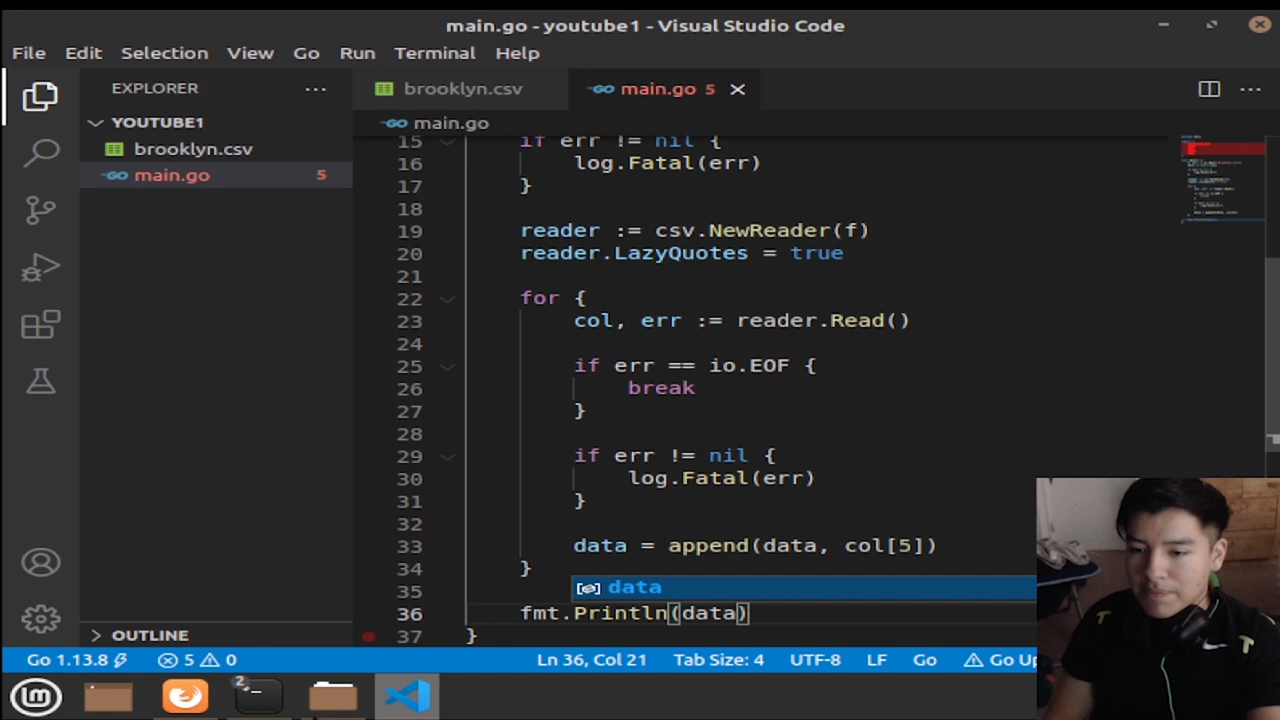 main.go - youtube1 - Visual Studio Code
File Edit Selection View Go Run Terminal Help
EXPLORER
brooklyn.csv
main.go 5
YOUTUBE1
brooklyn.csv
main.go 5
main.go
15 if err != nil {
16 log.Fatal(err)
17 }
18
19 reader := csv.NewReader(f)
20 reader.LazyQuotes = true
21
22 for {
23 col, err := reader.Read()
24
25 if err == io.EOF {
26 break
27 }
28
29 if err != nil {
30 log.Fatal(err)
31 }
32
33 data = append(data, col[5])
34 }
35 data
36 fmt.Println(data)
37 }
OUTLINE
Go 1.13.8 5 0 Ln 36, Col 21 Tab Size: 4 UTF-8 LF Go Go Up
2